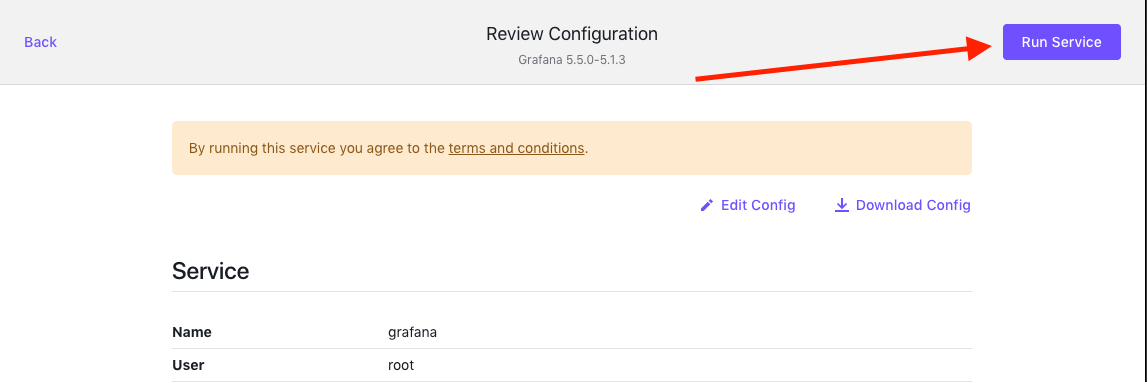 Back
Review Configuration
Run Service
Grafana 5.5.0-5.1.3
By running this service you agree to the terms and conditions.
Edit Config
Download Config
Service
Name grafana
User root